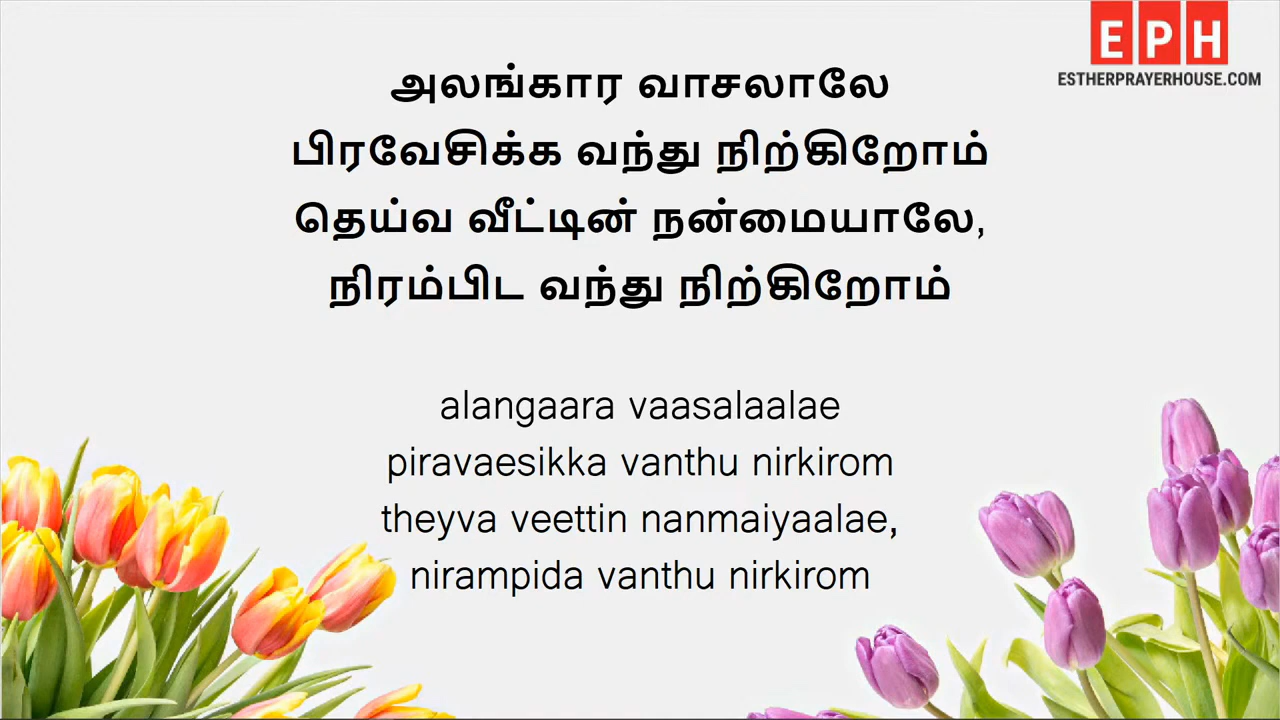 EPH
ESTHERPRAYERHOUSE.COM
அலங்கார வாசலாலே
பிரவேசிக்க வந்து நிற்கிறோம்
தெய்வ வீட்டின் நன்மையாலே,
நிரம்பிட வந்து நிற்கிறோம்
alangaara vaasalaalae
piravaesikka vanthu nirkirom
theyva veettin nanmaiyaalae,
nirampida vanthu nirkirom